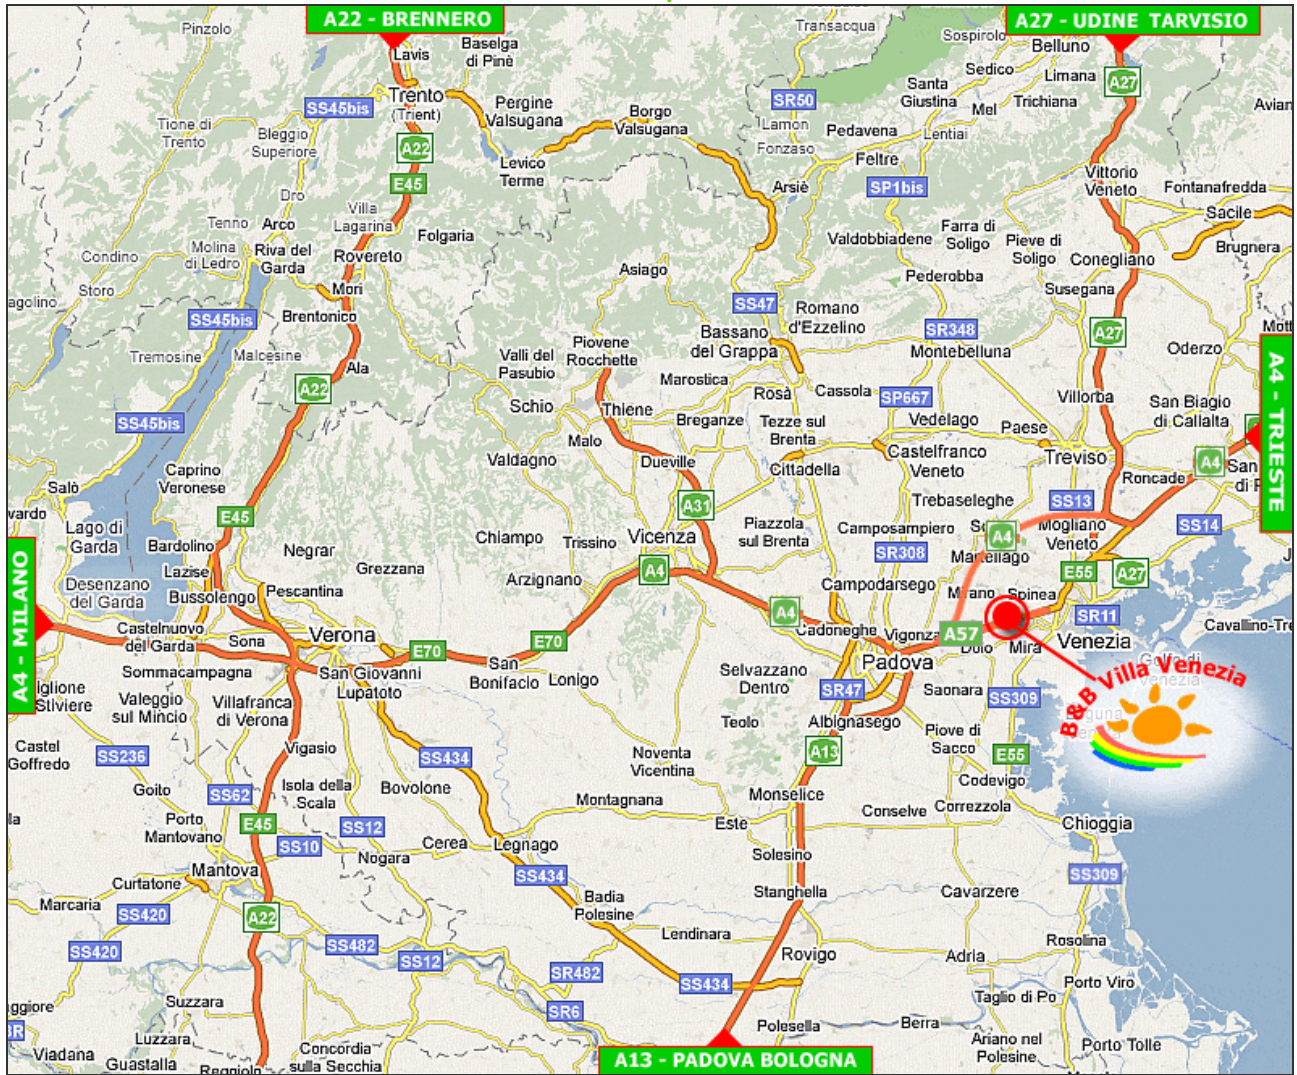 A22 - BRENNERO
A27 - UDINE TARVISIO
Pinzolo
Lavis
Baselga
di Pinè
Transacqua
Sospirolo
Belluno
Sedico
Limana
A27
Santa
Giustina
Trichiana
Mel
SS45bis
Trento
(Trient)
Pergine
Valsugana
Borgo
Valsugana
SR50
Lamon
Fonzaso
Pedavena
Lentiai
Feltre
Tione di
Trento
Bleggio
Superiore
A22
E45
Levico
Terme
Arsiè
SP1bis
Vittorio
Veneto
Fontanafredda
Sacile
Dro
Villa
Lagarina
Tenno
Arco
Folgaria
Valdobbiadene
Farra di
Soligo
Pieve di
Soligo
Conegliano
Brugnera
Molina
di Ledro
Riva del
Garda
Rovereto
Condino
Storo
Mori
Asiago
Pederobba
Susegana
agolino
SS45bis
Brentonico
SS47
Romano
d'Ezzelino
SR348
A27
Tremosine
Malcesine
Ala
Valli del
Pasubio
Piovene
Rocchette
Bassano
del Grappa
Montebelluna
Oderzo
A4 - TRIESTE
A22
Marostica
Rosà
Cassola
SP667
Villorba
San Biagio
di Callalta
SS45bis
Schio
Thiene
Breganze
Tezze sul
Brenta
Vedelago
Paese
Malo
Valdagno
Dueville
Cittadella
Castelfranco
Veneto
Treviso
A4
Roncade
Caprino
Veronese
Salò
Trebaseleghe
SS13
vardo
Lago di
Garda
E45
A31
Piazzola
sul Brenta
Camposampiero
A4
Mogliano
Veneto
SS14
Chiampo
Trissino
Vicenza
SR308
Martellago
Bardolino
Negrar
Grezzana
A4
E55
A27
A4 - MILANO
Lazise
Desenzano
del Garda
Bussolengo
Pescantina
Arzignano
Campodarsego
Mirano
Spinea
SR11
Castelnuovo
del Garda
Sona
Verona
E70
E70
A4
Cadoneghe
Vigonza
A57
Dolo
Mira
Venezia
Sommacampagna
San Giovanni
Lupatoto
San
Bonifacio
Lonigo
Selvazzano
Dentro
Padova
B&B Villa Venezia
iglione
Stiviere
Valeggio
sul Mincio
Villafranca
di Verona
SR47
Saonara
SS309
Teolo
Albignasego
Piove di
Sacco
E55
Castel
Goffredo
SS236
Vigasio
SS434
Noventa
Vicentina
A13
Codevigo
Goito
SS62
Isola della
Scala
Bovolone
Montagnana
Monselice
Conselve
Correzzola
Chioggia
Porto
Mantovano
E45
SS12
SS10
Cerea
Legnago
Este
Nogara
Solesino
Mantova
Curtatone
SS434
SS309
Marcaria
SS420
A22
Badia
Polesine
Stanghella
Cavarzere
SS420
SS482
SS12
Lendinara
Rovigo
Adria
Rosolina
SR482
SS434
Porto Viro
Taglio di Po
Suzzara
SR6
Polesella
Berra
Ariano nel
Polesine
Porto Tolle
Luzzara
Viadana
Guastalla
Concordia
sulla Secchia
A13 - PADOVA BOLOGNA